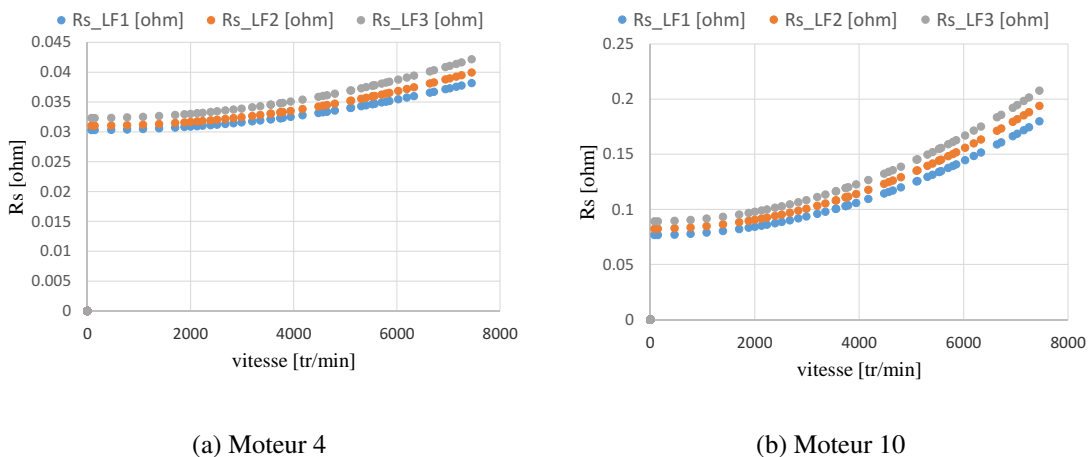 Rs_LF1 [ohm] Rs_LF2 [ohm] Rs_LF3 [ohm]
0.045
0.04
0.035
0.03
0.025
0.02
0.015
0.01
0.005
0
Rs [ohm]
0 2000 4000 6000 8000
vitesse [tr/min]
(a) Moteur 4
Rs_LF1 [ohm] Rs_LF2 [ohm] Rs_LF3 [ohm]
0.25
0.2
0.15
0.1
0.05
0
Rs [ohm]
0 2000 4000 6000 8000
vitesse [tr/min]
(b) Moteur 10